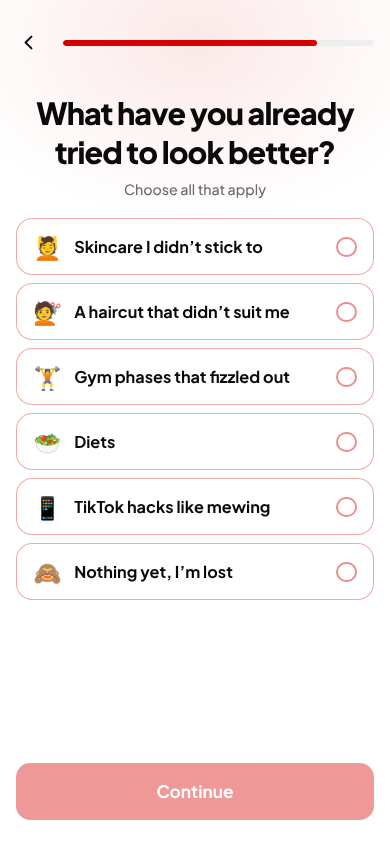 What have you already
tried to look better?
Choose all that apply
Skincare I didn’t stick to
A haircut that didn’t suit me
Gym phases that fizzled out
Diets
TikTok hacks like mewing
Nothing yet, I’m lost
Continue